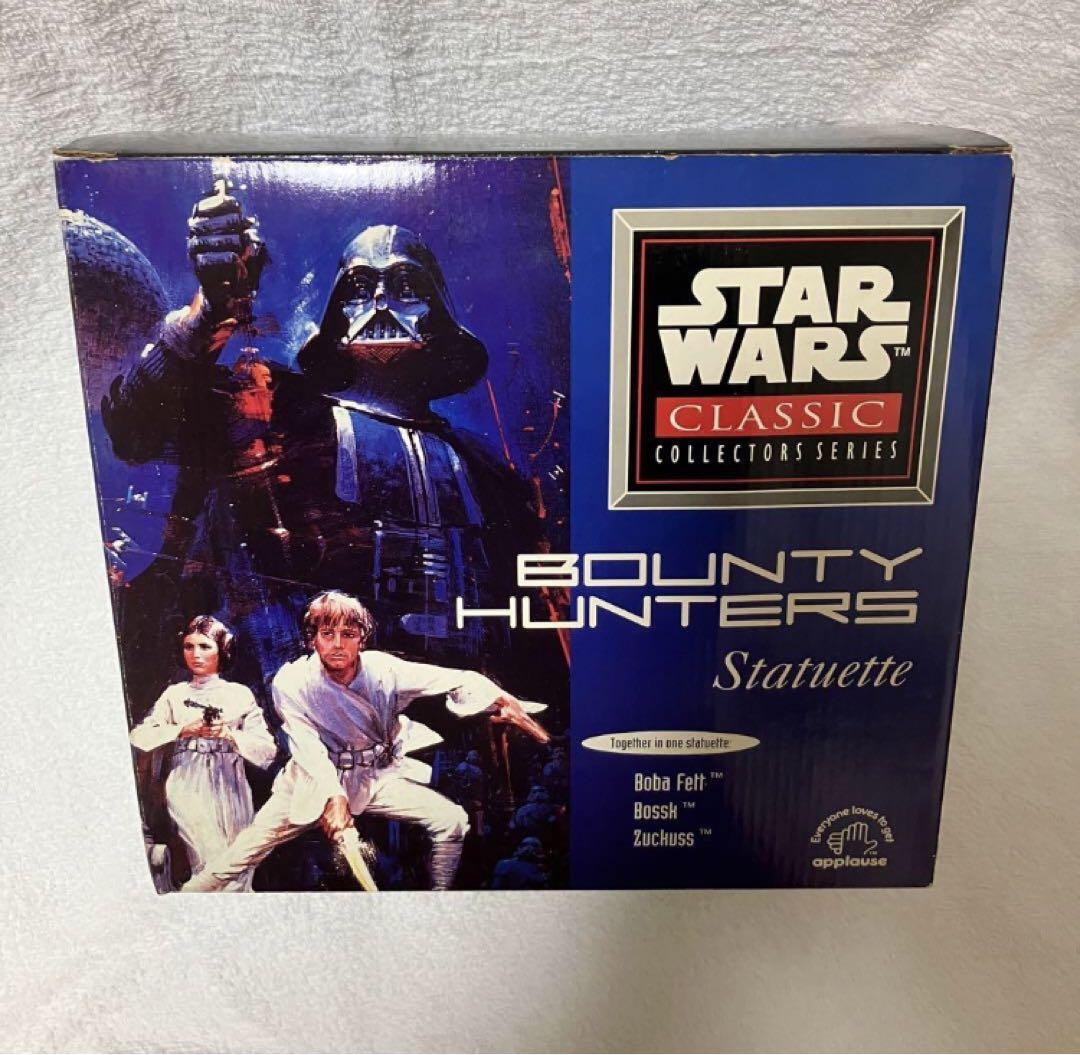 STAR
WARS™
CLASSIC
COLLECTORS SERIES
BOUNTY
HUNTERS
Statuette
Together in one statuette:
Boba Fett™
Bossk™
Zuckuss™
Everyone loves to get
applause™